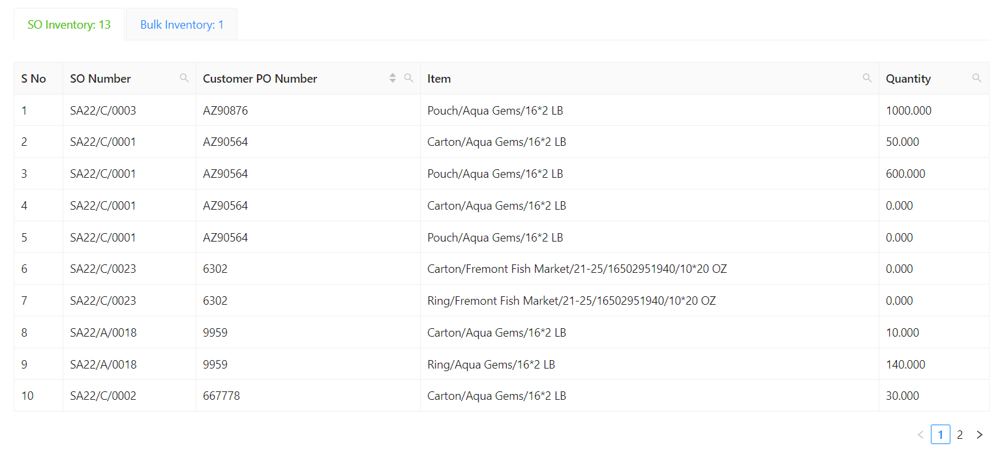 SO Inventory: 13 Bulk Inventory: 1
S No SO Number Customer PO Number Item Quantity
1 SA22/C/0003 AZ90876 Pouch/Aqua Gems/16*2 LB 1000.000
2 SA22/C/0001 AZ90564 Carton/Aqua Gems/16*2 LB 50.000
3 SA22/C/0001 AZ90564 Pouch/Aqua Gems/16*2 LB 600.000
4 SA22/C/0001 AZ90564 Carton/Aqua Gems/16*2 LB 0.000
5 SA22/C/0001 AZ90564 Pouch/Aqua Gems/16*2 LB 0.000
6 SA22/C/0023 6302 Carton/Fremont Fish Market/21-25/16502951940/10*20 OZ 0.000
7 SA22/C/0023 6302 Ring/Fremont Fish Market/21-25/16502951940/10*20 OZ 0.000
8 SA22/A/0018 9959 Carton/Aqua Gems/16*2 LB 10.000
9 SA22/A/0018 9959 Ring/Aqua Gems/16*2 LB 140.000
10 SA22/C/0002 667778 Carton/Aqua Gems/16*2 LB 30.000
< 1 2 >